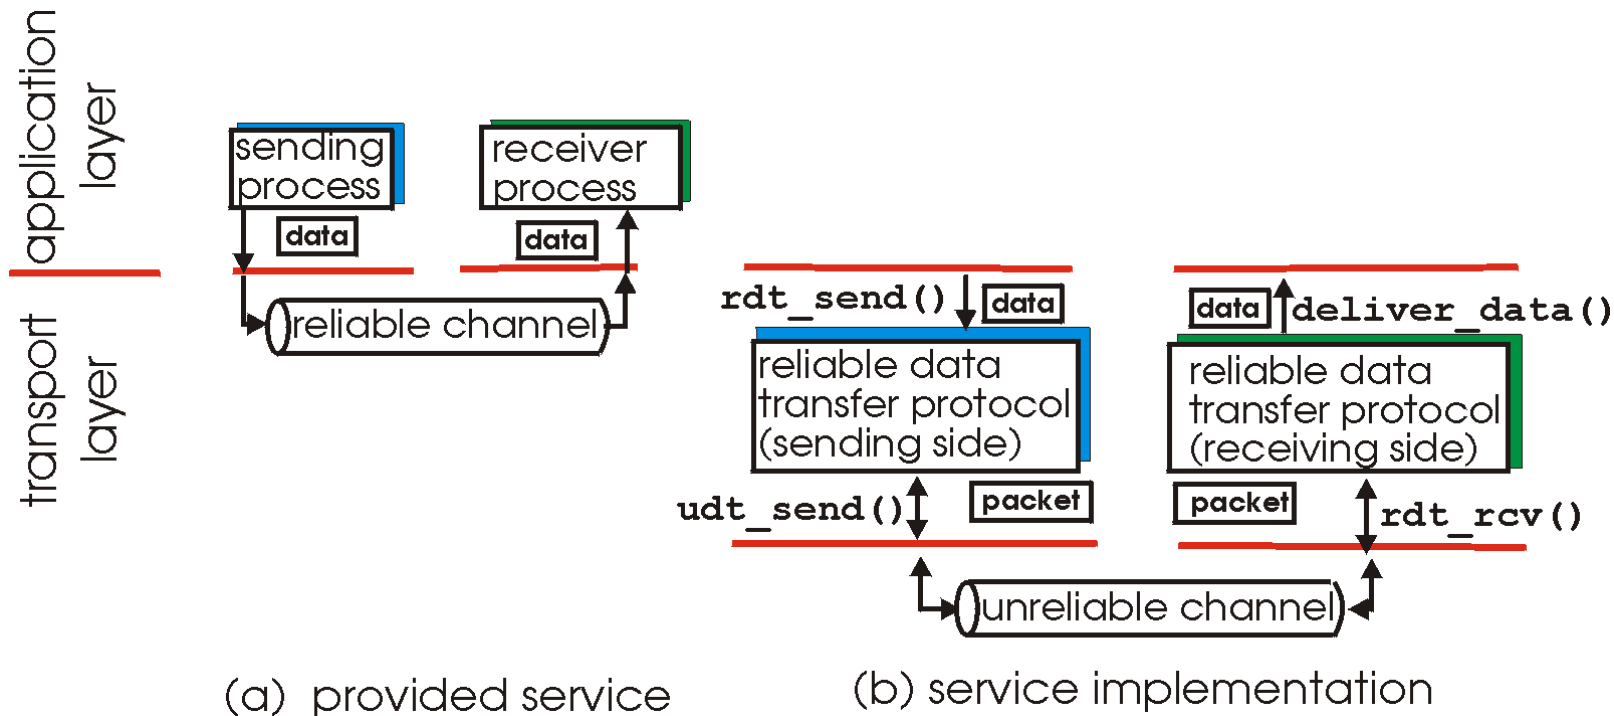 application
layer
transport
layer
sending
process
receiver
process
data
data
reliable channel
(a) provided service
rdt_send()
data
data
deliver_data()
reliable data
transfer protocol
(sending side)
reliable data
transfer protocol
(receiving side)
udt_send()
packet
packet
rdt_rcv()
unreliable channel
(b) service implementation